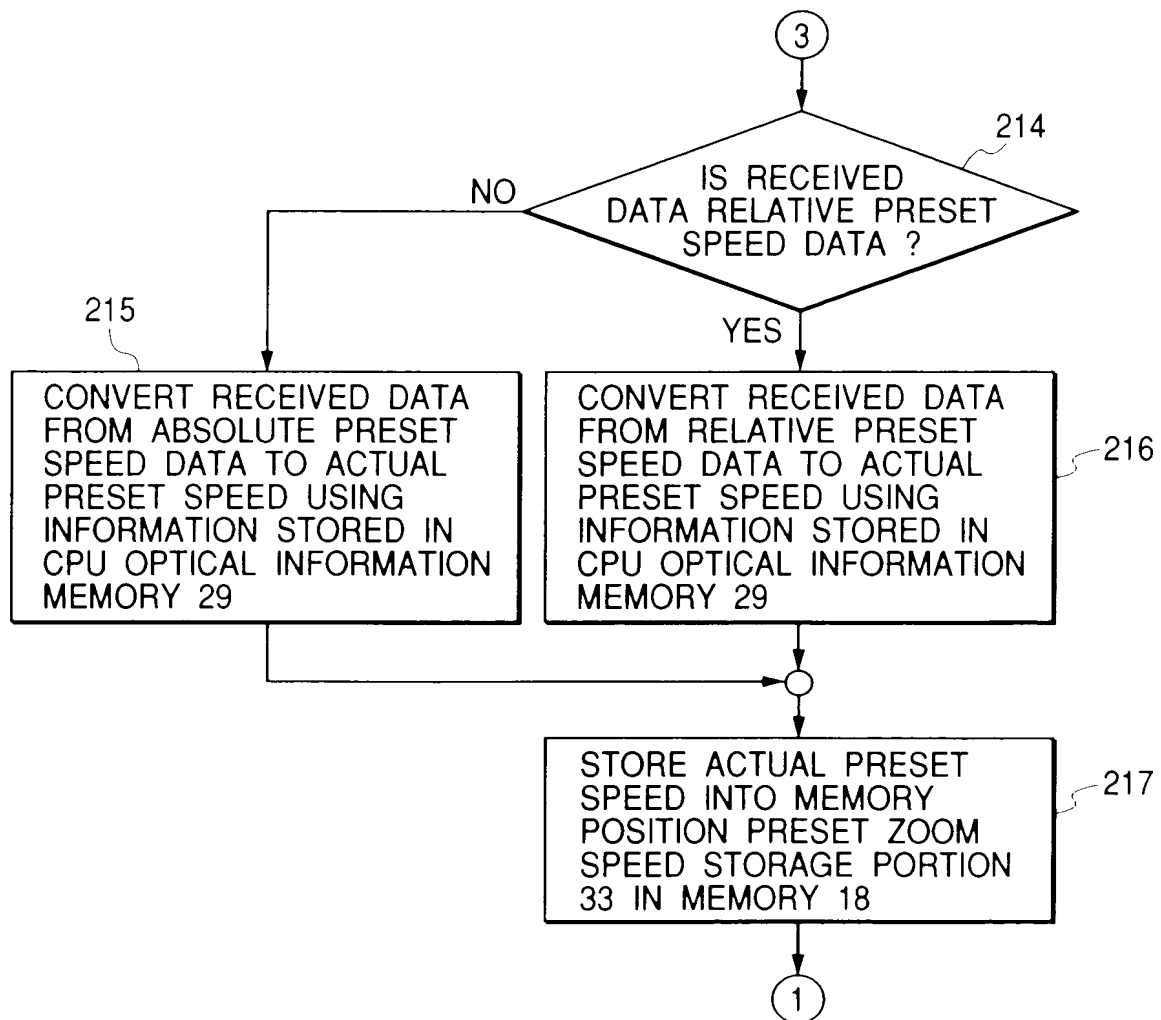 3
214
IS RECEIVED
DATA RELATIVE PRESET
SPEED DATA ?
NO
YES
215
CONVERT RECEIVED DATA
FROM ABSOLUTE PRESET
SPEED DATA TO ACTUAL
PRESET SPEED USING
INFORMATION STORED IN
CPU OPTICAL INFORMATION
MEMORY 29
CONVERT RECEIVED DATA
FROM RELATIVE PRESET
SPEED DATA TO ACTUAL
PRESET SPEED USING
INFORMATION STORED IN
CPU OPTICAL INFORMATION
MEMORY 29
216
STORE ACTUAL PRESET
SPEED INTO MEMORY
POSITION PRESET ZOOM
SPEED STORAGE PORTION
33 IN MEMORY 18
217
1